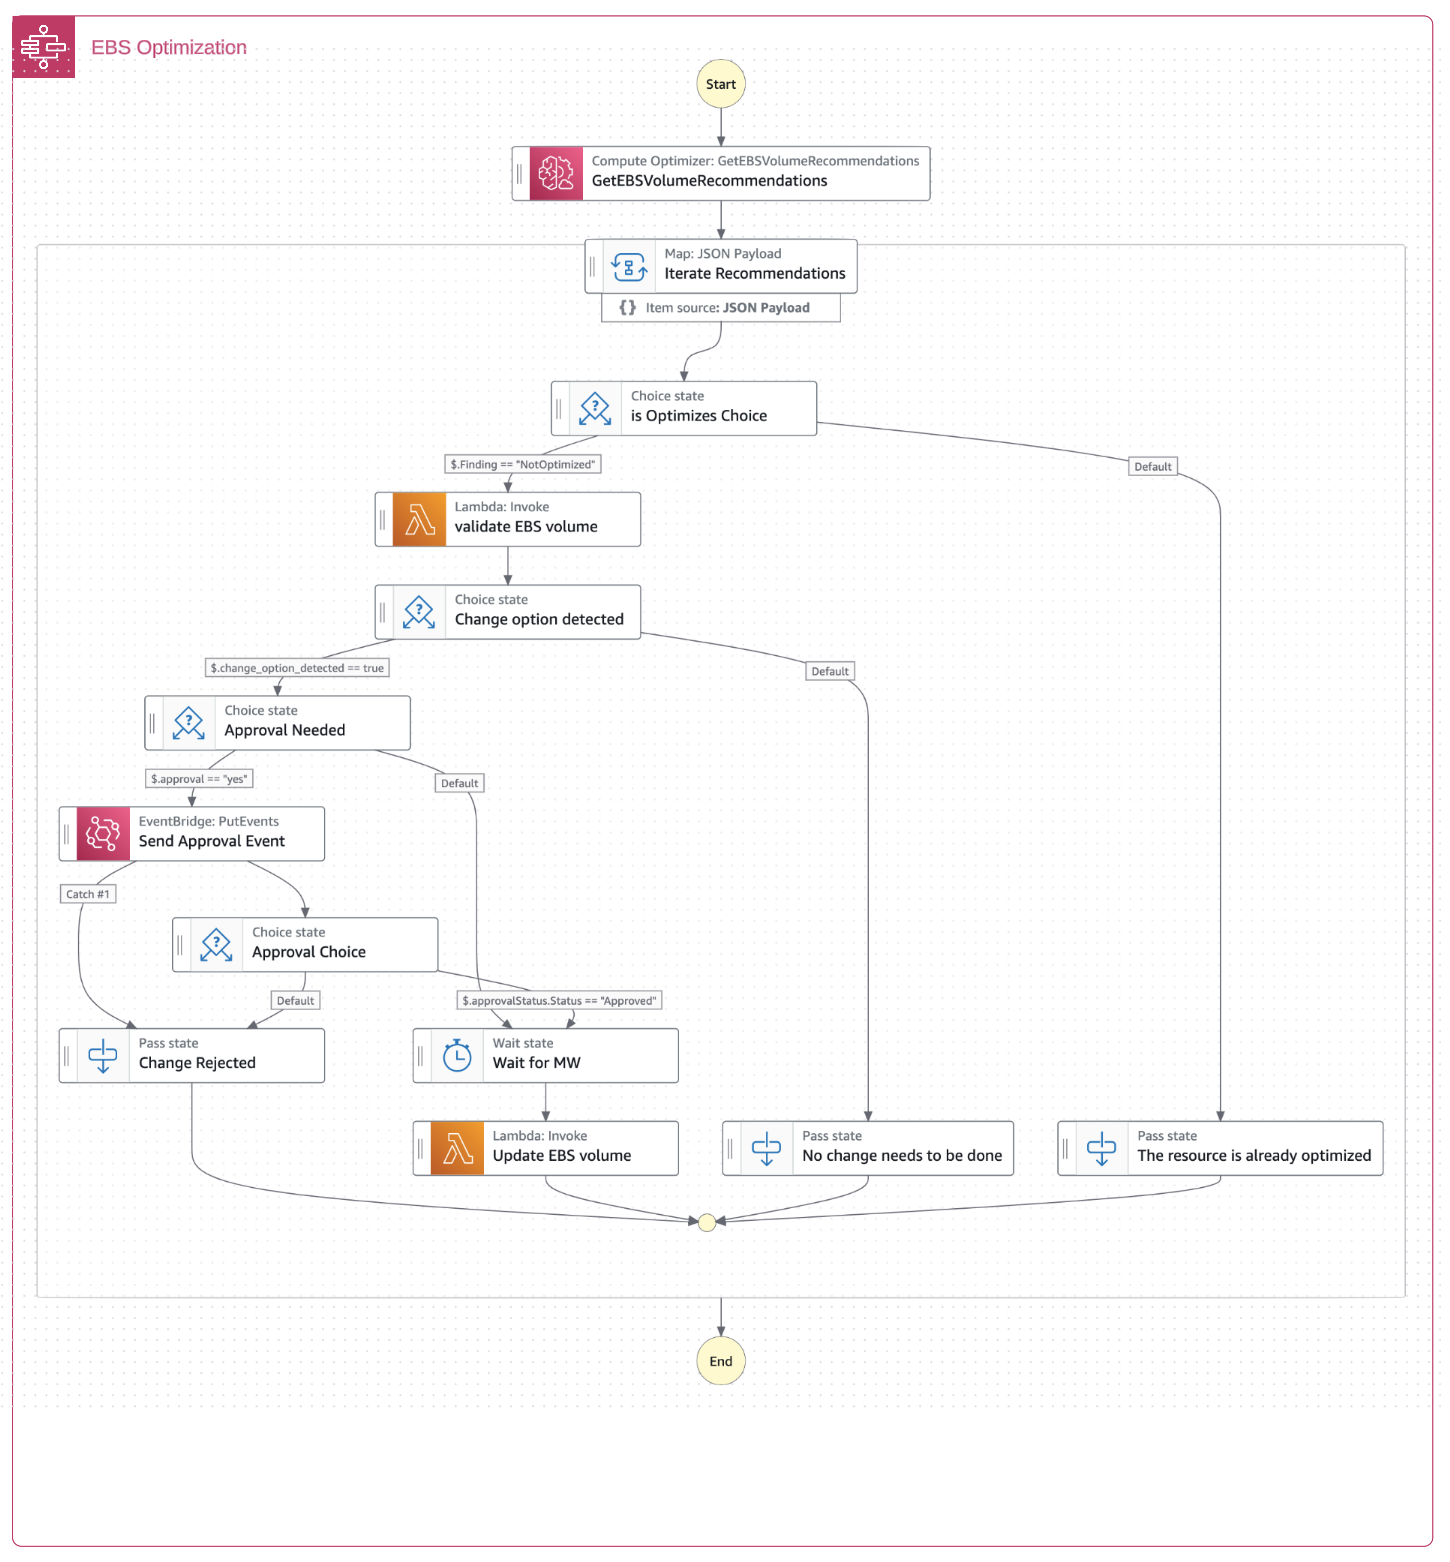 EBS Optimization
Start
Compute Optimizer: GetEBSVolumeRecommendations
GetEBSVolumeRecommendations
Map: JSON Payload
Iterate Recommendations
{} Item source: JSON Payload
Choice state
is Optimizes Choice
$.Finding == "NotOptimized"
Default
Lambda: Invoke
validate EBS volume
Choice state
Change option detected
$.change_option_detected == true
Default
Choice state
Approval Needed
$.approval == "yes"
Default
EventBridge: PutEvents
Send Approval Event
Catch #1
Choice state
Approval Choice
Default
$.approvalStatus.Status == "Approved"
Pass state
Change Rejected
Wait state
Wait for MW
Lambda: Invoke
Update EBS volume
Pass state
No change needs to be done
Pass state
The resource is already optimized
End